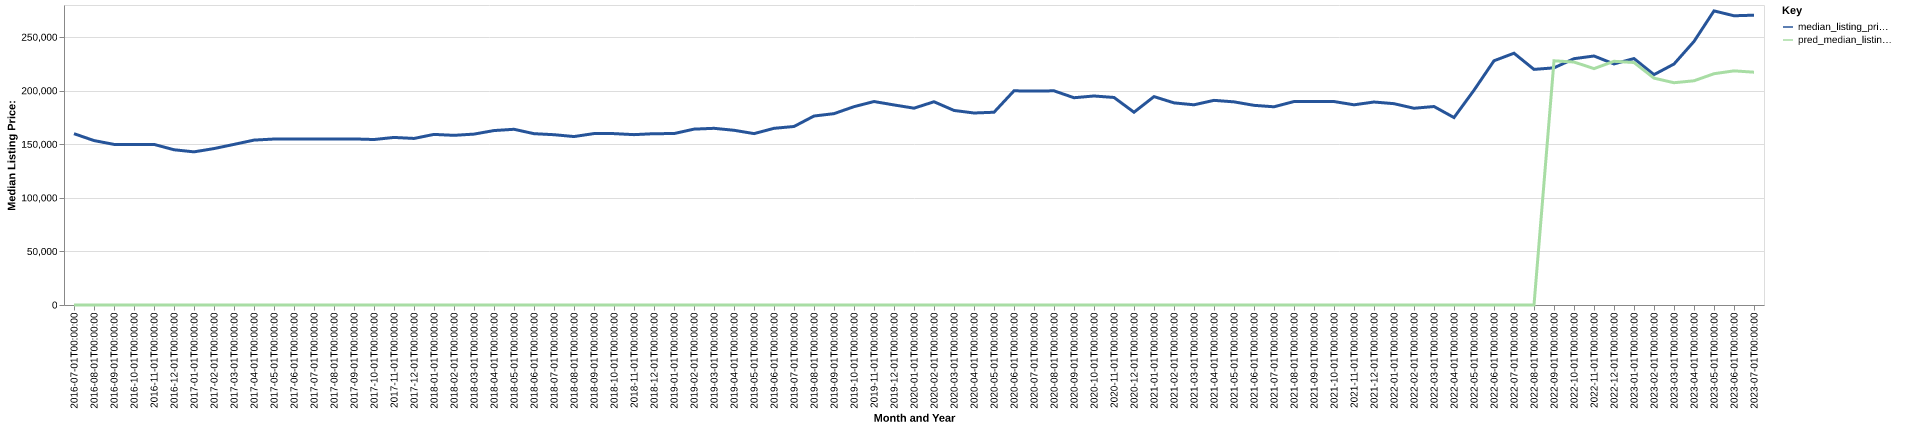 Key
median_listing_pri…
pred_median_listin…
Median Listing Price:
250,000
200,000
150,000
100,000
50,000
0
2016-07-01T00:00:00
2016-08-01T00:00:00
2016-09-01T00:00:00
2016-10-01T00:00:00
2016-11-01T00:00:00
2016-12-01T00:00:00
2017-01-01T00:00:00
2017-02-01T00:00:00
2017-03-01T00:00:00
2017-04-01T00:00:00
2017-05-01T00:00:00
2017-06-01T00:00:00
2017-07-01T00:00:00
2017-08-01T00:00:00
2017-09-01T00:00:00
2017-10-01T00:00:00
2017-11-01T00:00:00
2017-12-01T00:00:00
2018-01-01T00:00:00
2018-02-01T00:00:00
2018-03-01T00:00:00
2018-04-01T00:00:00
2018-05-01T00:00:00
2018-06-01T00:00:00
2018-07-01T00:00:00
2018-08-01T00:00:00
2018-09-01T00:00:00
2018-10-01T00:00:00
2018-11-01T00:00:00
2018-12-01T00:00:00
2019-01-01T00:00:00
2019-02-01T00:00:00
2019-03-01T00:00:00
2019-04-01T00:00:00
2019-05-01T00:00:00
2019-06-01T00:00:00
2019-07-01T00:00:00
2019-08-01T00:00:00
2019-09-01T00:00:00
2019-10-01T00:00:00
2019-11-01T00:00:00
2019-12-01T00:00:00
2020-01-01T00:00:00
2020-02-01T00:00:00
2020-03-01T00:00:00
2020-04-01T00:00:00
2020-05-01T00:00:00
2020-06-01T00:00:00
2020-07-01T00:00:00
2020-08-01T00:00:00
2020-09-01T00:00:00
2020-10-01T00:00:00
2020-11-01T00:00:00
2020-12-01T00:00:00
2021-01-01T00:00:00
2021-02-01T00:00:00
2021-03-01T00:00:00
2021-04-01T00:00:00
2021-05-01T00:00:00
2021-06-01T00:00:00
2021-07-01T00:00:00
2021-08-01T00:00:00
2021-09-01T00:00:00
2021-10-01T00:00:00
2021-11-01T00:00:00
2021-12-01T00:00:00
2022-01-01T00:00:00
2022-02-01T00:00:00
2022-03-01T00:00:00
2022-04-01T00:00:00
2022-05-01T00:00:00
2022-06-01T00:00:00
2022-07-01T00:00:00
2022-08-01T00:00:00
2022-09-01T00:00:00
2022-10-01T00:00:00
2022-11-01T00:00:00
2022-12-01T00:00:00
2023-01-01T00:00:00
2023-02-01T00:00:00
2023-03-01T00:00:00
2023-04-01T00:00:00
2023-05-01T00:00:00
2023-06-01T00:00:00
2023-07-01T00:00:00
Month and Year